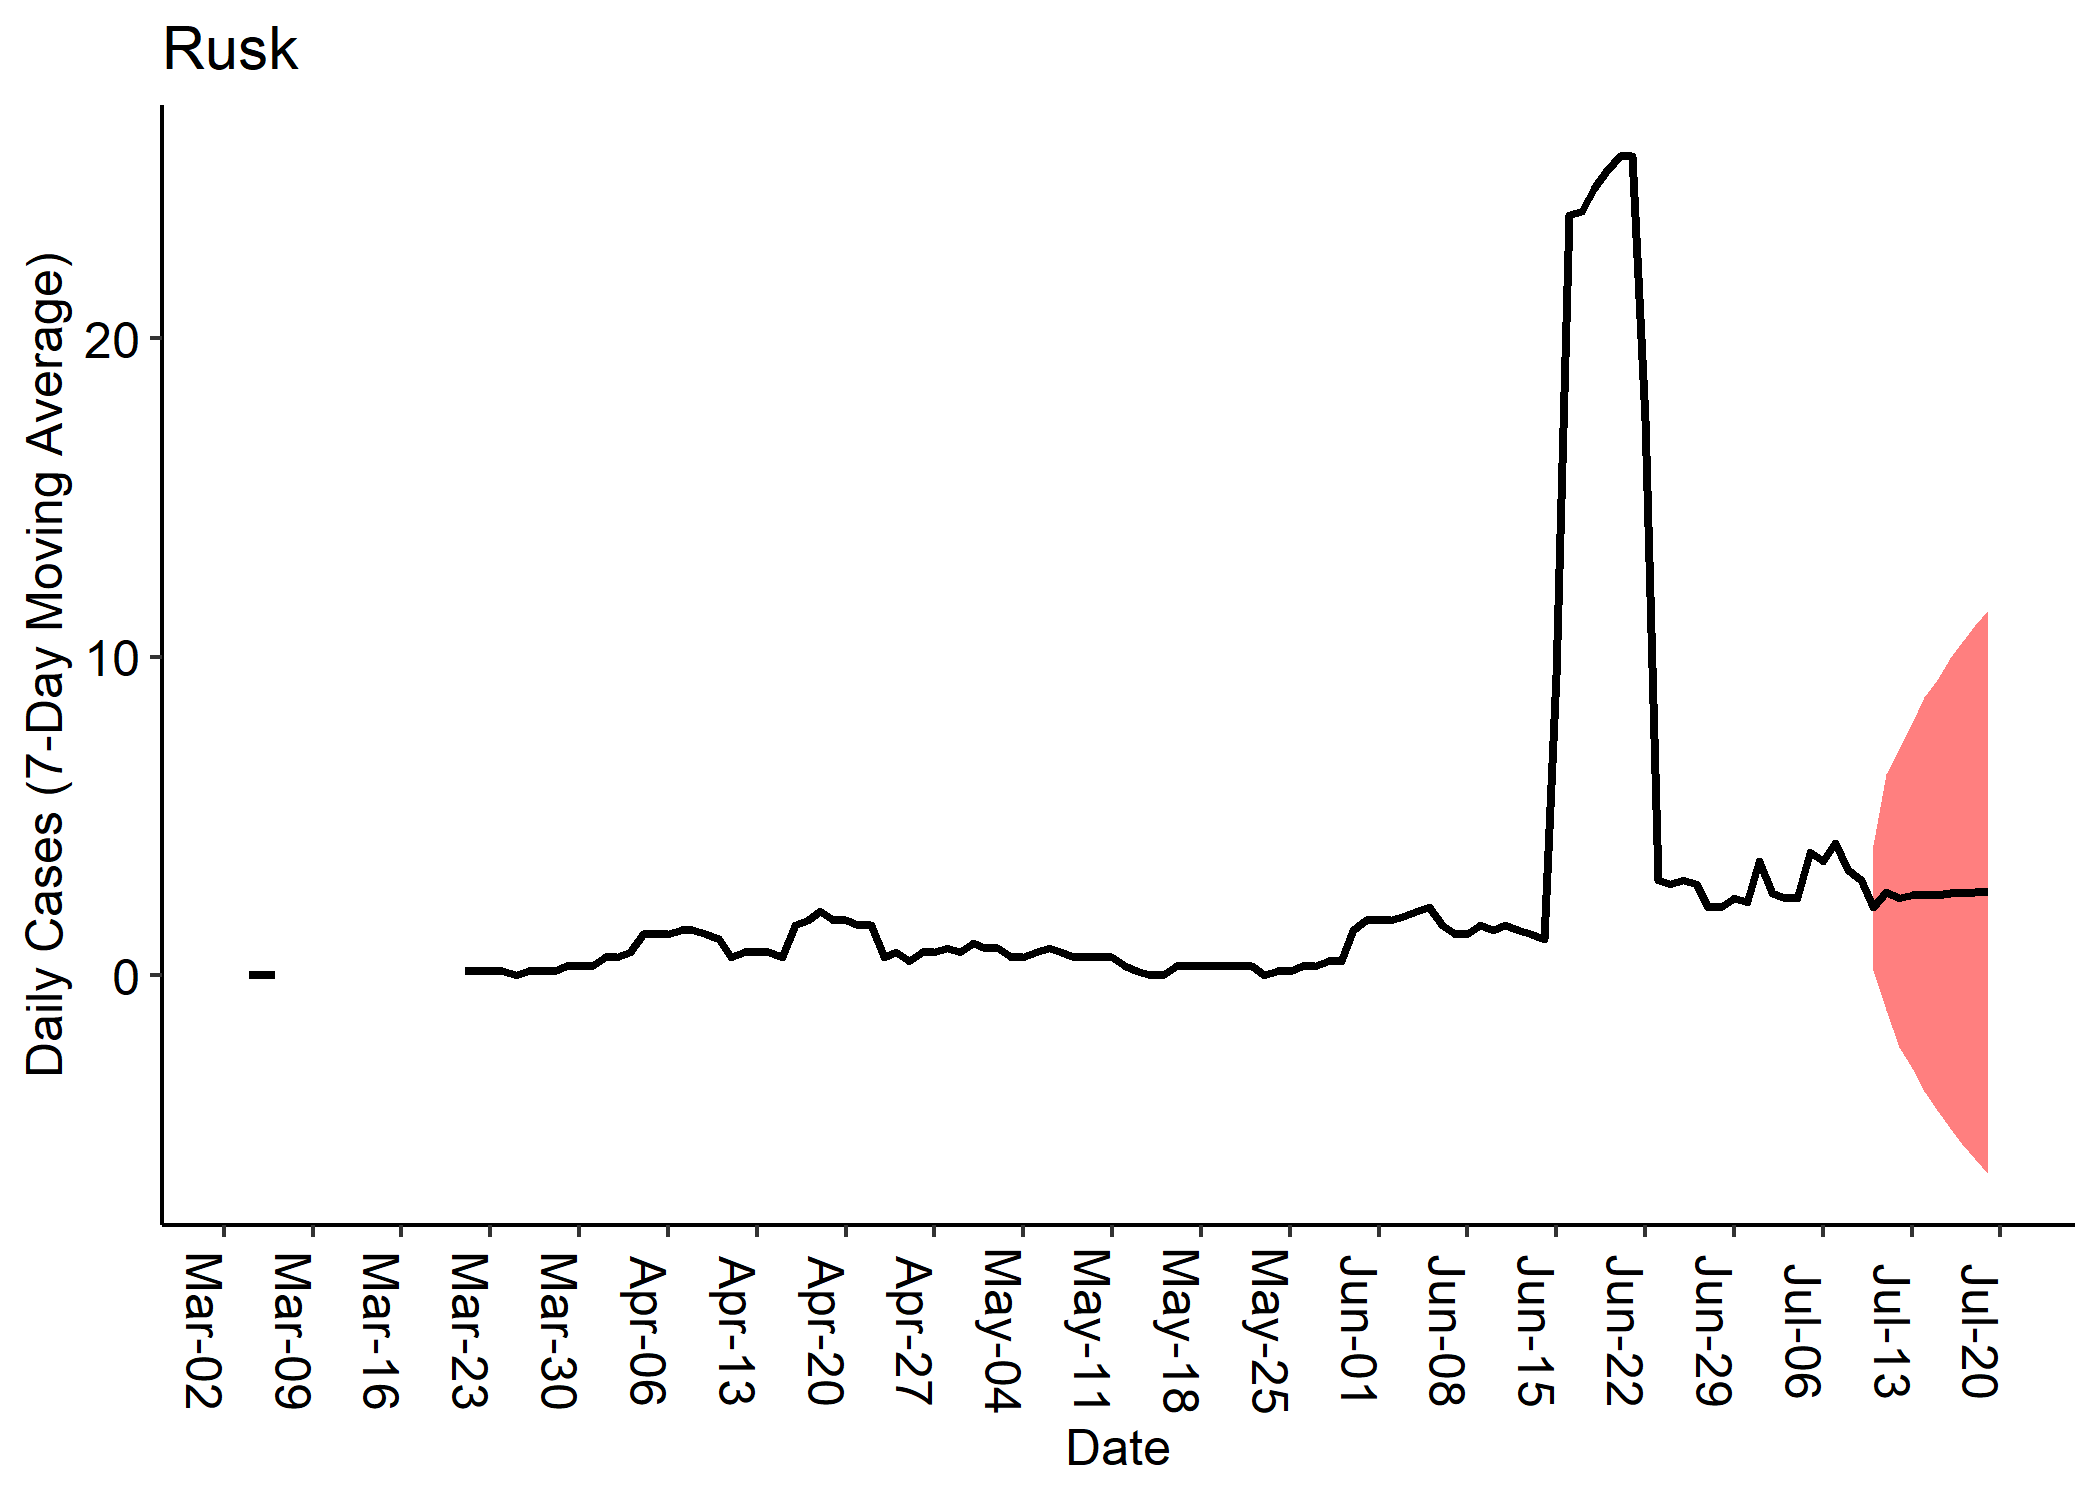 Rusk
Daily Cases (7-Day Moving Average)
20
10
0
Mar-02
Mar-09
Mar-16
Mar-23
Mar-30
Apr-06
Apr-13
Apr-20
Apr-27
May-04
May-11
May-18
May-25
Jun-01
Jun-08
Jun-15
Jun-22
Jun-29
Jul-06
Jul-13
Jul-20
Date